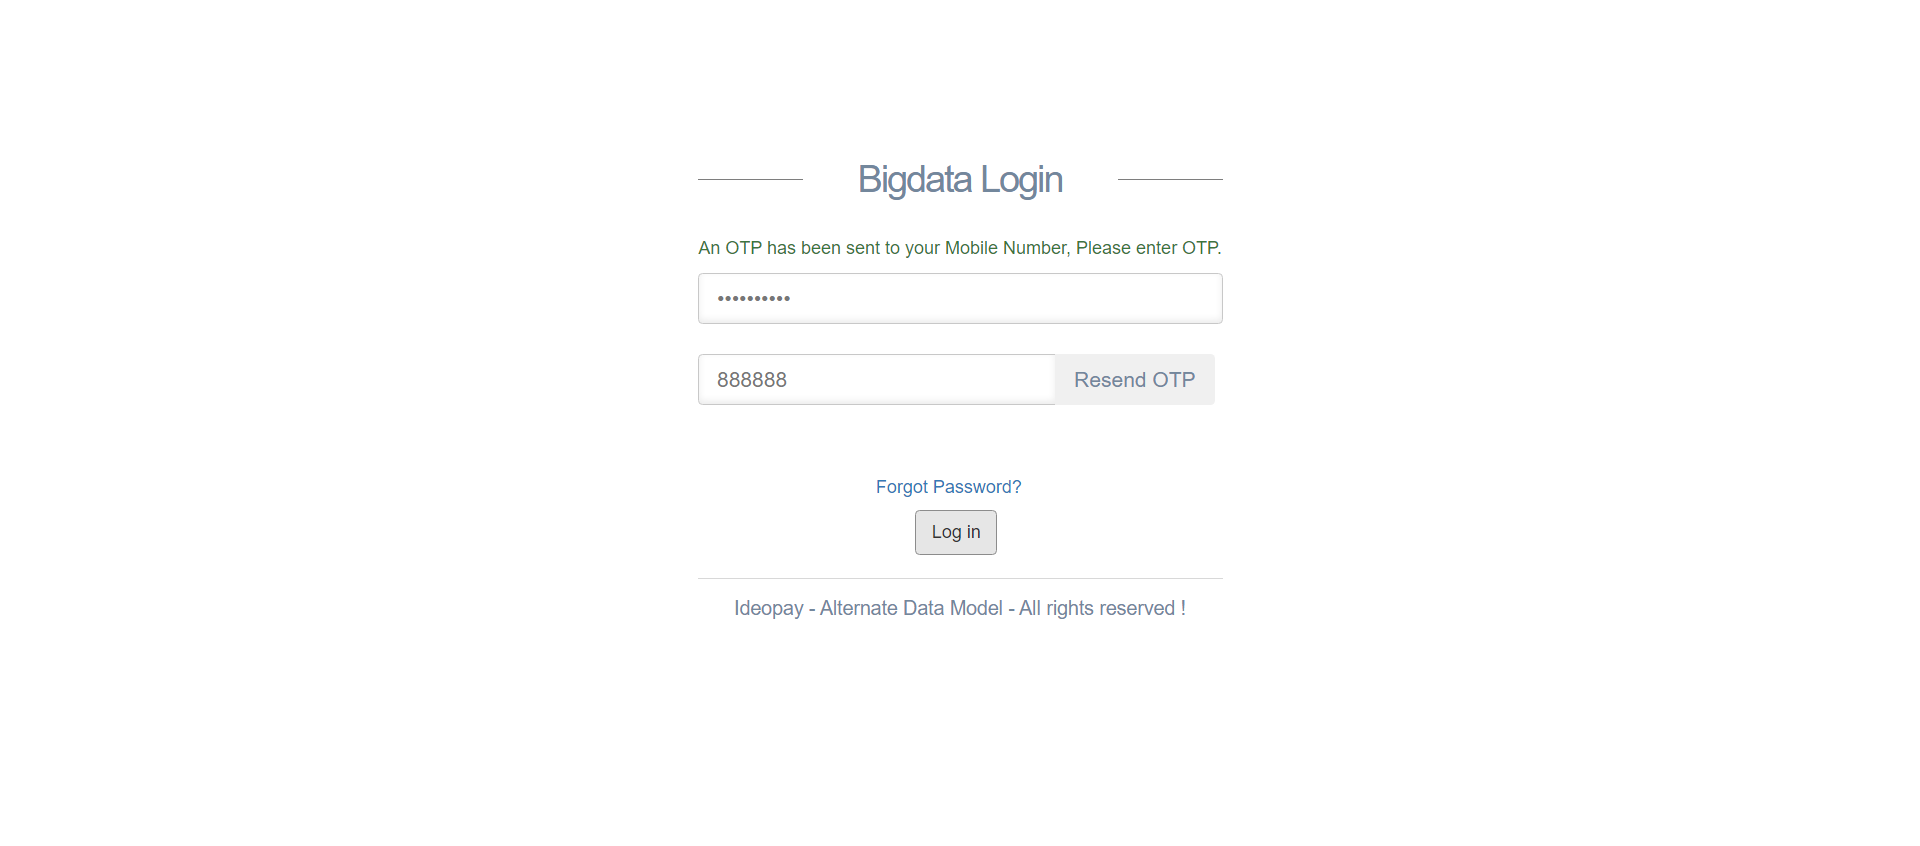 Bigdata Login
An OTP has been sent to your Mobile Number, Please enter OTP.
••••••••••
888888
Resend OTP
Forgot Password?
Log in
Ideopay - Alternate Data Model - All rights reserved !